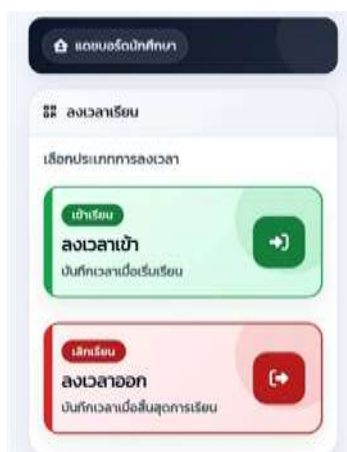 แดชบอร์ดนักศึกษา
ลงเวลาเรียน
เลือกประเภทการลงเวลา
เข้าเรียน
ลงเวลาเข้า
บันทึกเวลาเมื่อเริ่มเรียน
เลิกเรียน
ลงเวลาออก
บันทึกเวลาเมื่อสิ้นสุดการเรียน